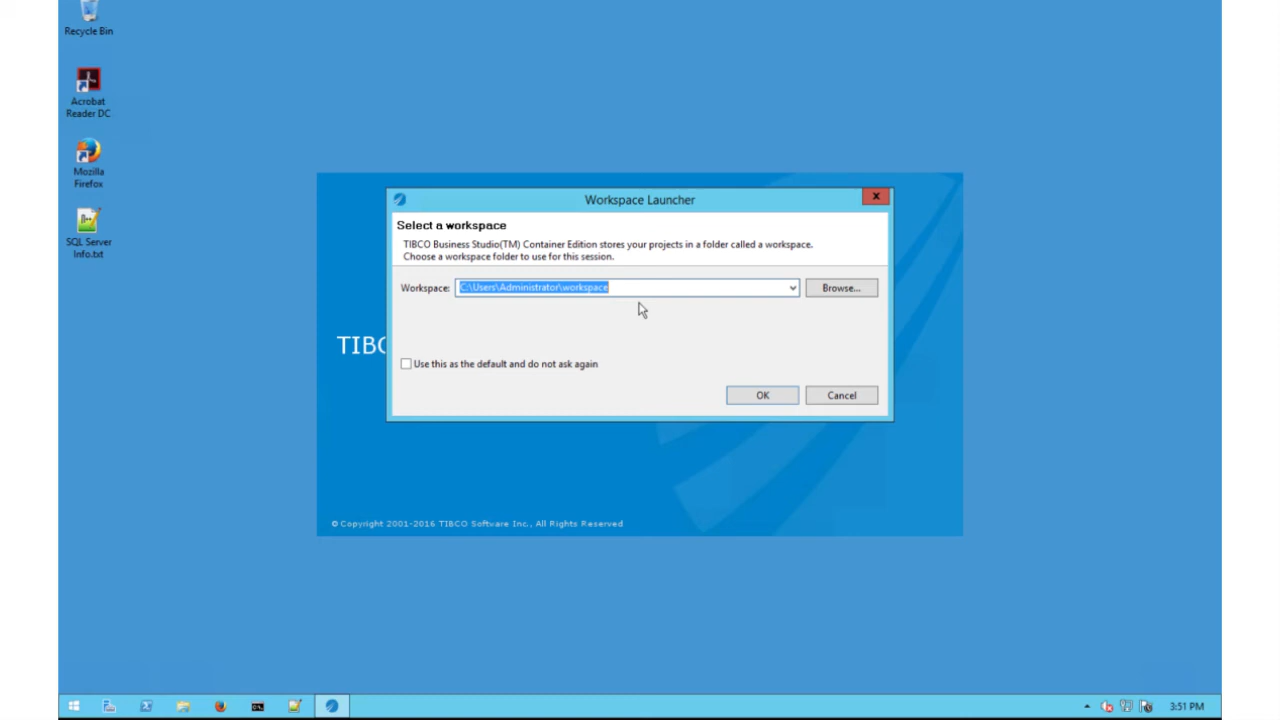 Recycle Bin
Acrobat
Reader DC
Mozilla
Firefox
SQL Server
Info.txt
Workspace Launcher
x
Select a workspace
TIBCO Business Studio(TM) Container Edition stores your projects in a folder called a workspace.
Choose a workspace folder to use for this session.
Workspace: C:\Users\Administrator\workspace Browse...
TIBC
Use this as the default and do not ask again
OK Cancel
© Copyright 2001-2016 TIBCO Software Inc., All Rights Reserved
3:51 PM